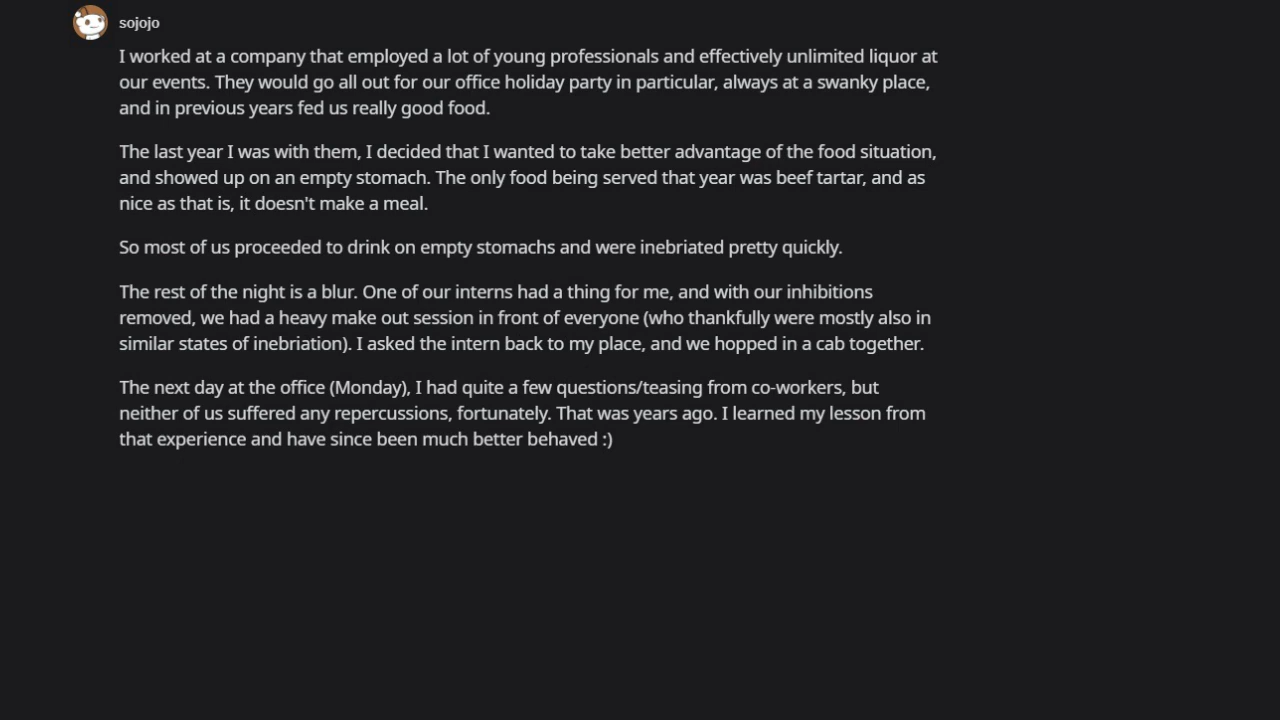 sojojo
I worked at a company that employed a lot of young professionals and effectively unlimited liquor at
our events. They would go all out for our office holiday party in particular, always at a swanky place,
and in previous years fed us really good food.
The last year I was with them, I decided that I wanted to take better advantage of the food situation,
and showed up on an empty stomach. The only food being served that year was beef tartar, and as
nice as that is, it doesn't make a meal.
So most of us proceeded to drink on empty stomachs and were inebriated pretty quickly.
The rest of the night is a blur. One of our interns had a thing for me, and with our inhibitions
removed, we had a heavy make out session in front of everyone (who thankfully were mostly also in
similar states of inebriation). I asked the intern back to my place, and we hopped in a cab together.
The next day at the office (Monday), I had quite a few questions/teasing from co-workers, but
neither of us suffered any repercussions, fortunately. That was years ago. I learned my lesson from
that experience and have since been much better behaved :)